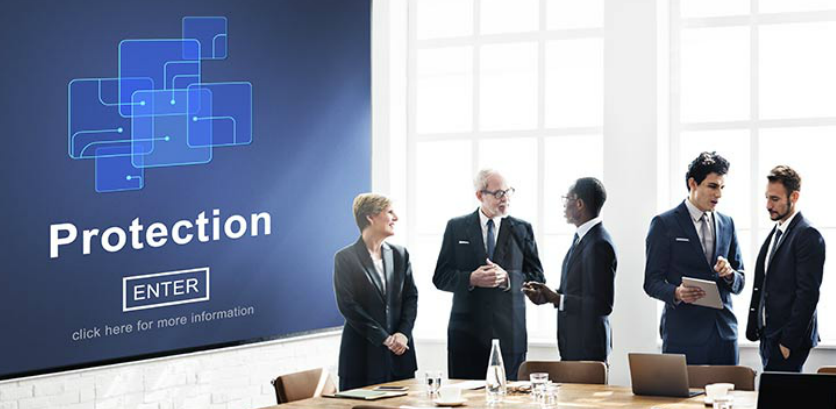 Protection
ENTER
click here for more information